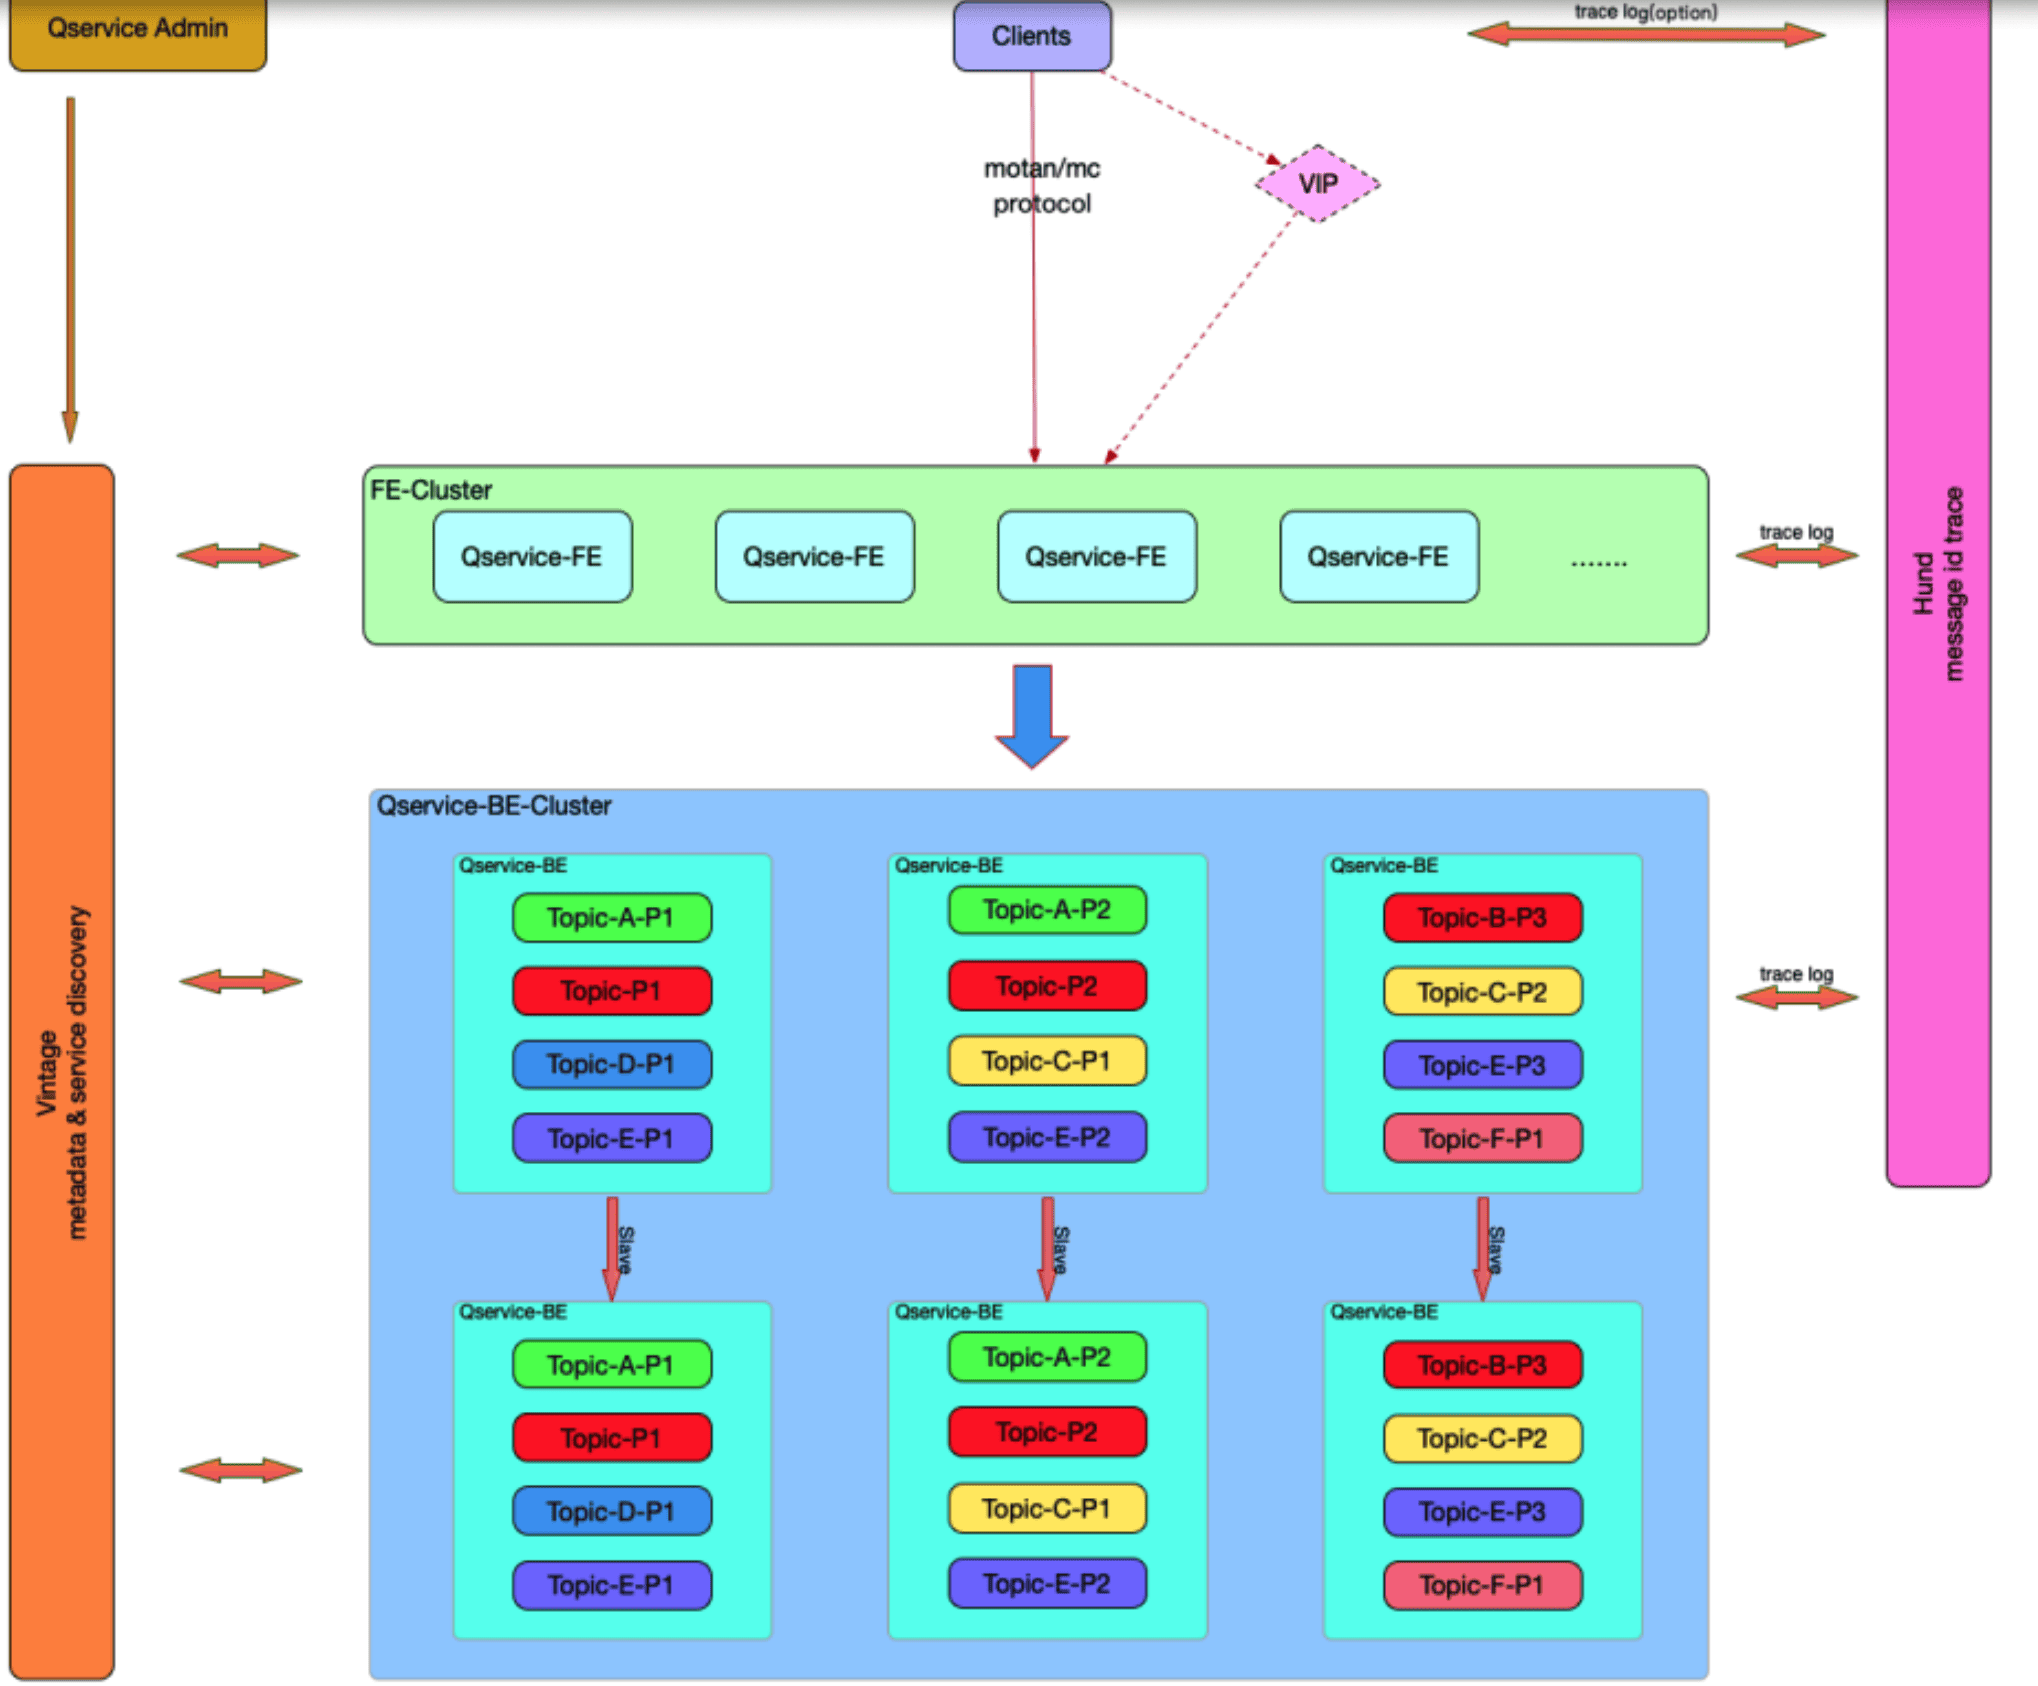 Qservice Admin
Clients
trace log(option)
motan/mc
protocol
VIP
FE-Cluster
Qservice-FE
Qservice-FE
Qservice-FE
Qservice-FE
.......
trace log
Hund
message id trace
Vintage
metadata & service discovery
Qservice-BE-Cluster
Qservice-BE
Topic-A-P1
Topic-P1
Topic-D-P1
Topic-E-P1
Qservice-BE
Topic-A-P2
Topic-P2
Topic-C-P1
Topic-E-P2
Qservice-BE
Topic-B-P3
Topic-C-P2
Topic-E-P3
Topic-F-P1
trace log
Slave
Slave
Slave
Qservice-BE
Topic-A-P1
Topic-P1
Topic-D-P1
Topic-E-P1
Qservice-BE
Topic-A-P2
Topic-P2
Topic-C-P1
Topic-E-P2
Qservice-BE
Topic-B-P3
Topic-C-P2
Topic-E-P3
Topic-F-P1